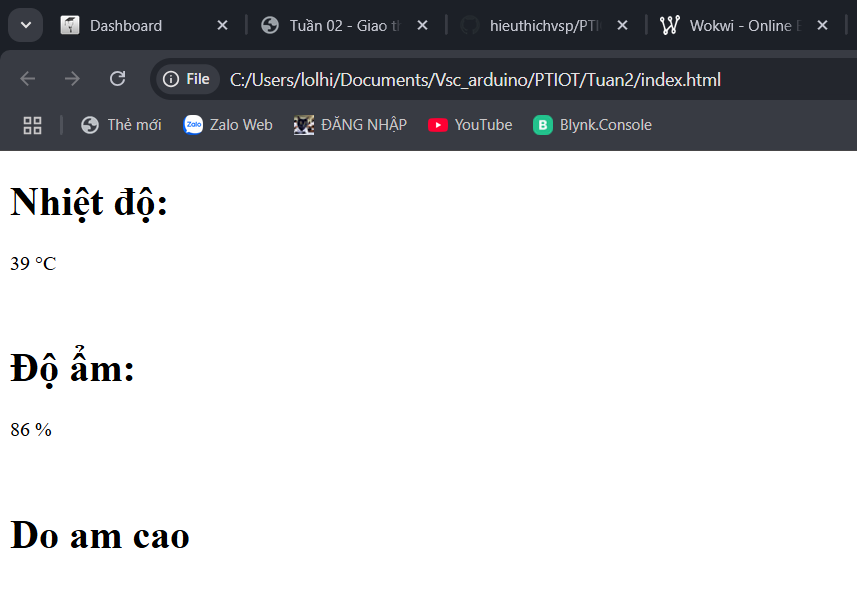 Dashboard
Tuần 02 - Giao
hieuthichvsp/PTI
Wokwi - Online
File
C:/Users/lolhi/Documents/Vsc_arduino/PTIOT/Tuan2/index.html
Thẻ mới
Zalo
Zalo Web
ĐĂNG NHẬP
YouTube
B
Blynk.Console
Nhiệt độ:
39 °C
Độ ẩm:
86 %
Do am cao